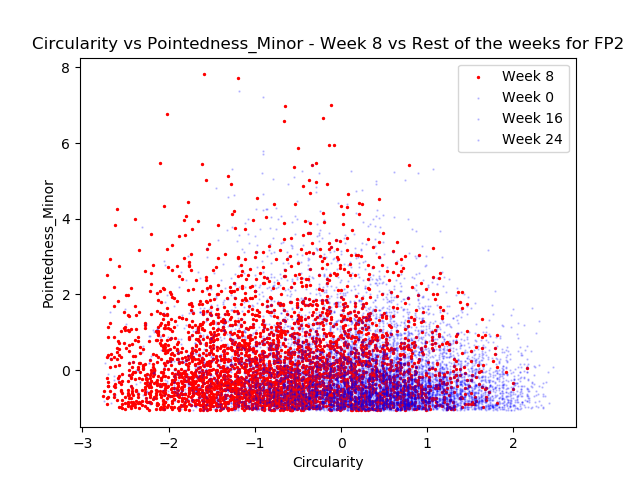 Circularity vs Pointedness_Minor - Week 8 vs Rest of the weeks for FP2
8
6
4
2
0
Pointedness_Minor
Week 8
Week 0
Week 16
Week 24
−3 −2 −1 0 1 2
Circularity